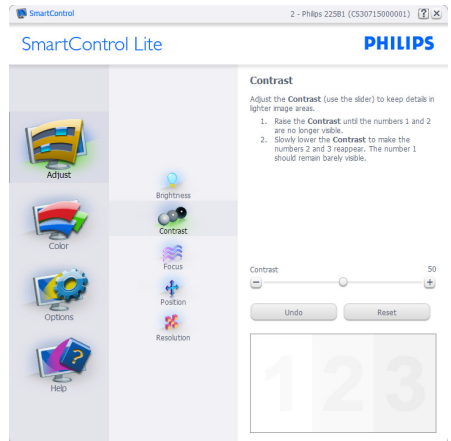 SmartControl
2 - Philips 225B1 (CS30715000001)
?
SmartControl Lite
PHILIPS
Adjust
Color
Options
Help
Brightness
Contrast
Focus
Position
Resolution
Contrast
Adjust the Contrast (use the slider) to keep details in
lighter image areas.
1. Raise the Contrast until the numbers 1 and 2
are no longer visible.
2. Slowly lower the Contrast to make the
numbers 2 and 3 reappear. The number 1
should remain barely visible.
Contrast 50
Undo Reset
1 2 3